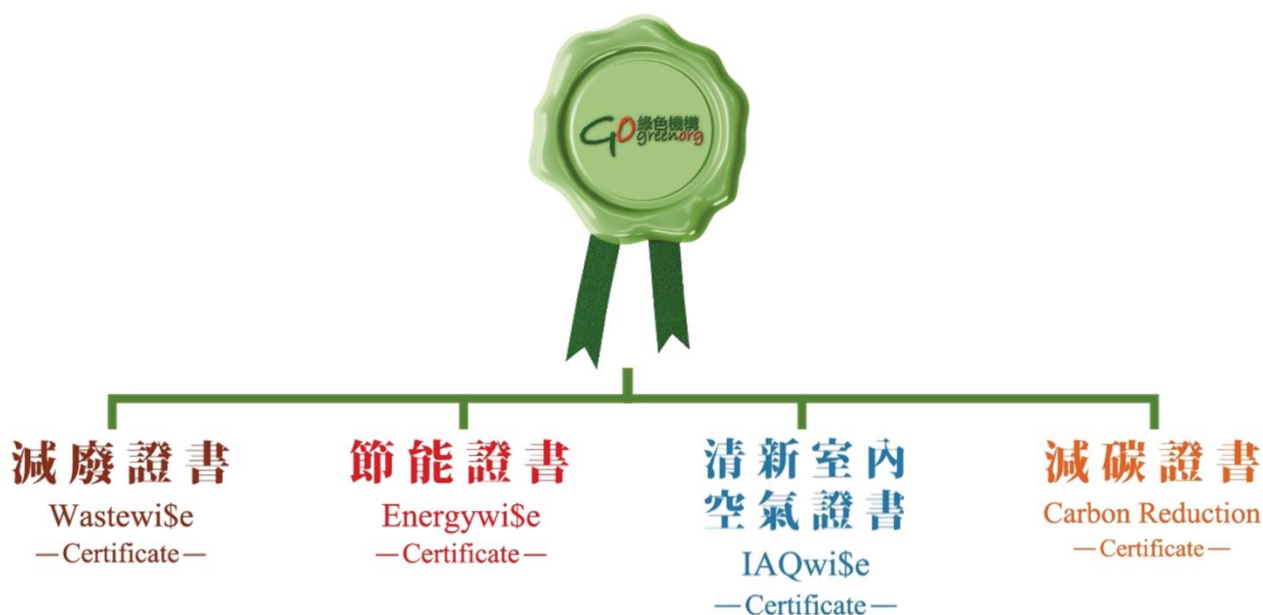 GO 綠色機構
greenorg
減廢證書
Wastewi$e
—Certificate—
節能證書
Energywi$e
—Certificate—
清新室內
空氣證書
IAQwi$e
—Certificate—
減碳證書
Carbon Reduction
—Certificate—